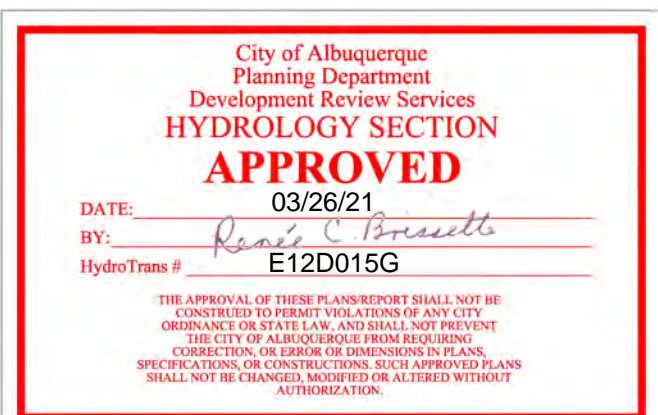 City of Albuquerque
Planning Department
Development Review Services
HYDROLOGY SECTION
APPROVED
DATE: 03/26/21
BY: Renée C. Brissette
HydroTrans # E12D015G
THE APPROVAL OF THESE PLANS/REPORT SHALL NOT BE
CONSTRUED TO PERMIT VIOLATIONS OF ANY CITY
ORDINANCE OR STATE LAW, AND SHALL NOT PREVENT
THE CITY OF ALBUQUERQUE FROM REQUIRING
CORRECTION, OR ERROR OR DIMENSIONS IN PLANS,
SPECIFICATIONS, OR CONSTRUCTIONS. SUCH APPROVED PLANS
SHALL NOT BE CHANGED, MODIFIED OR ALTERED WITHOUT
AUTHORIZATION.